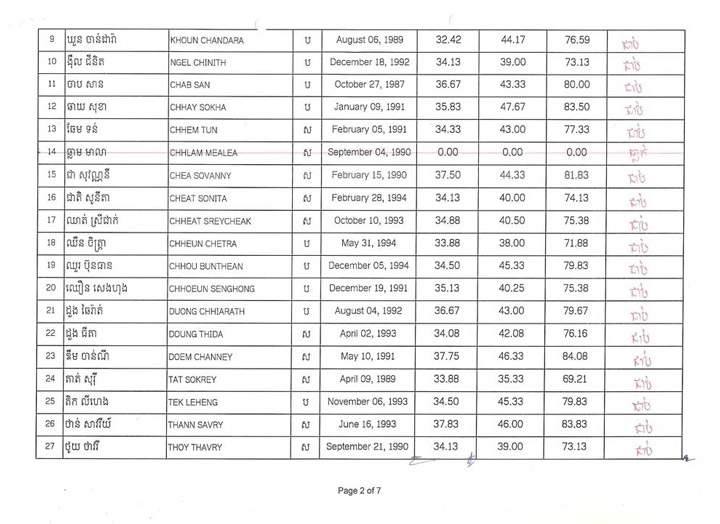 9 ឃួន ចាន់ដារ៉ា KHOUN CHANDARA ប August 06, 1989 32.42 44.17 76.59 ជាប់
10 ង៉ីល ជីនិត NGEL CHINITH ប December 18, 1992 34.13 39.00 73.13 ជាប់
11 ចាប សាន CHAB SAN ប October 27, 1987 36.67 43.33 80.00 ជាប់
12 ឆាយ សុខា CHHAY SOKHA ប January 09, 1991 35.83 47.67 83.50 ជាប់
13 ឆែម ទន់ CHHEM TUN ស February 05, 1991 34.33 43.00 77.33 ជាប់
14 ឆ្លាម មាលា CHHLAM MEALEA ស September 04, 1990 0.00 0.00 0.00 ធ្លាក់
15 ជា សុវណ្ណនី CHEA SOVANNY ស February 15, 1990 37.50 44.33 81.83 ជាប់
16 ជាតិ សូនីតា CHEAT SONITA ស February 28, 1994 34.13 40.00 74.13 ជាប់
17 ឈាត់ ស្រីជាក់ CHHEAT SREYCHEAK ស October 10, 1993 34.88 40.50 75.38 ជាប់
18 ឈឺន ចិត្រ្តា CHHEUN CHETRA ប May 31, 1994 33.88 38.00 71.88 ជាប់
19 ឈូរ ប៊ុនធាន CHHOU BUNTHEAN ប December 05, 1994 34.50 45.33 79.83 ជាប់
20 ឈឿន សេងហុង CHHOEUN SENGHONG ប December 19, 1991 35.13 40.25 75.38 ជាប់
21 ដួង ឆៃរ៉ាត់ DUONG CHHIARATH ប August 04, 1992 36.67 43.00 79.67 ជាប់
22 ដួង ធីតា DOUNG THIDA ស April 02, 1993 34.08 42.08 76.16 ជាប់
23 ឌឹម ចាន់ណី DOEM CHANNEY ស May 10, 1991 37.75 46.33 84.08 ជាប់
24 តាត់ សុរ៉ី TAT SOKREY ស April 09, 1989 33.88 35.33 69.21 ជាប់
25 តិក លីហេង TEK LEHENG ប November 06, 1993 34.50 45.33 79.83 ជាប់
26 ថាន់ សាវរីយ៍ THANN SAVRY ស June 16, 1993 37.83 46.00 83.83 ជាប់
27 ថូយ ថាវរី THOY THAVRY ស September 21, 1990 34.13 39.00 73.13 ជាប់
Page 2 of 7